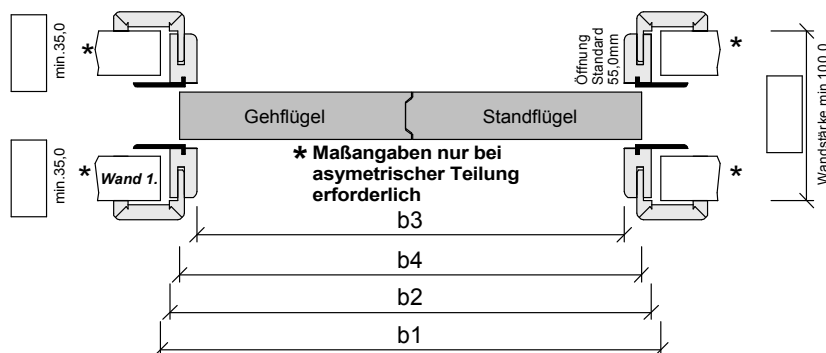 min.35,0
*
*
Öffnung
Standard
55,0mm
Gehflügel
Standflügel
Wandstärke min.100,0
min.35,0
*
Wand 1.
* Maßangaben nur bei
asymetrischer Teilung
erforderlich
*
b3
b4
b2
b1